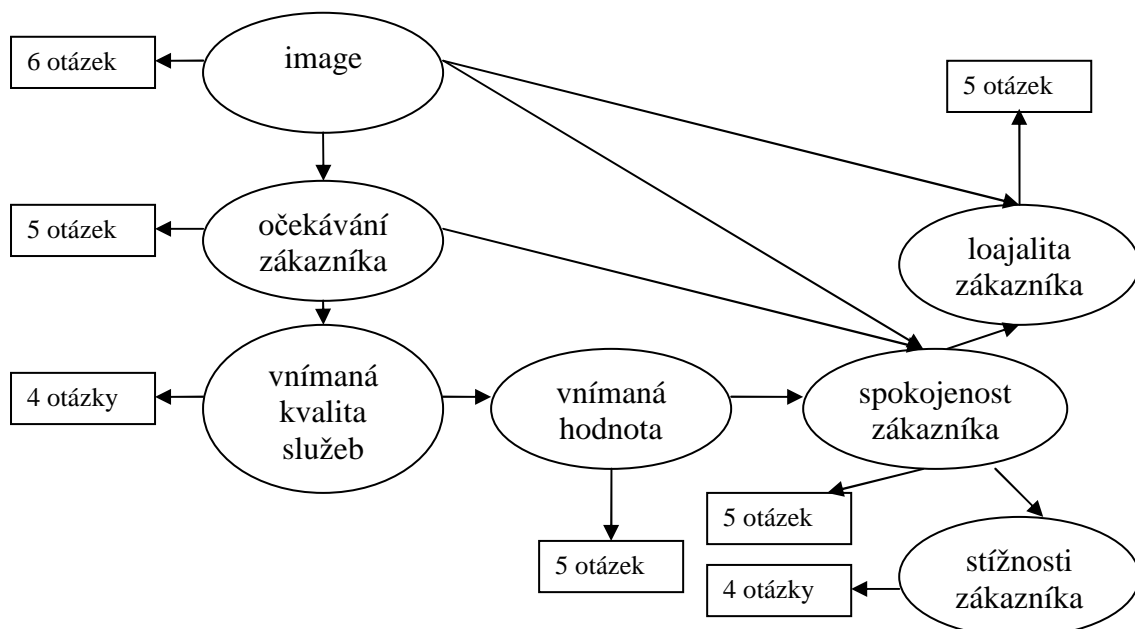 6 otázek
image
5 otázek
5 otázek
očekávání
zákazníka
loajalita
zákazníka
4 otázky
vnímaná
kvalita
služeb
vnímaná
hodnota
spokojenost
zákazníka
5 otázek
5 otázek
4 otázky
stížnosti
zákazníka